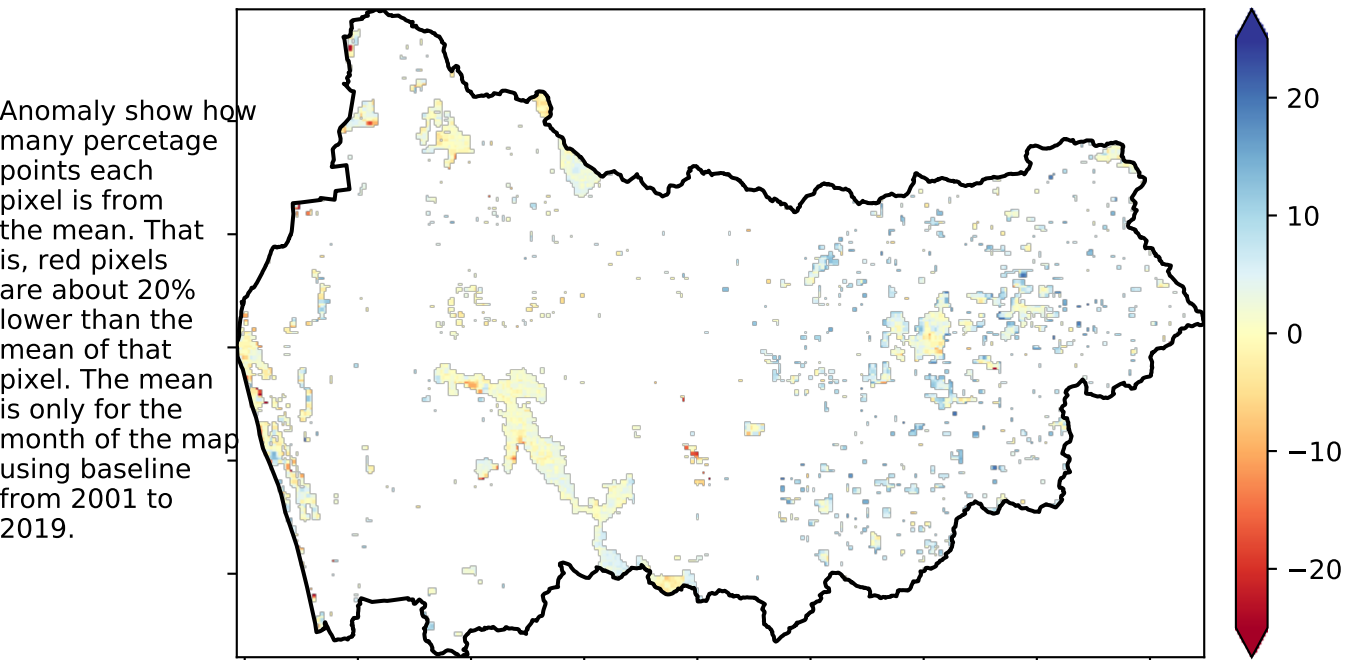 Anomaly show how
many percetage
points each
pixel is from
the mean. That
is, red pixels
are about 20%
lower than the
mean of that
pixel. The mean
is only for the
month of the map
using baseline
from 2001 to
2019.
20
10
0
−10
−20